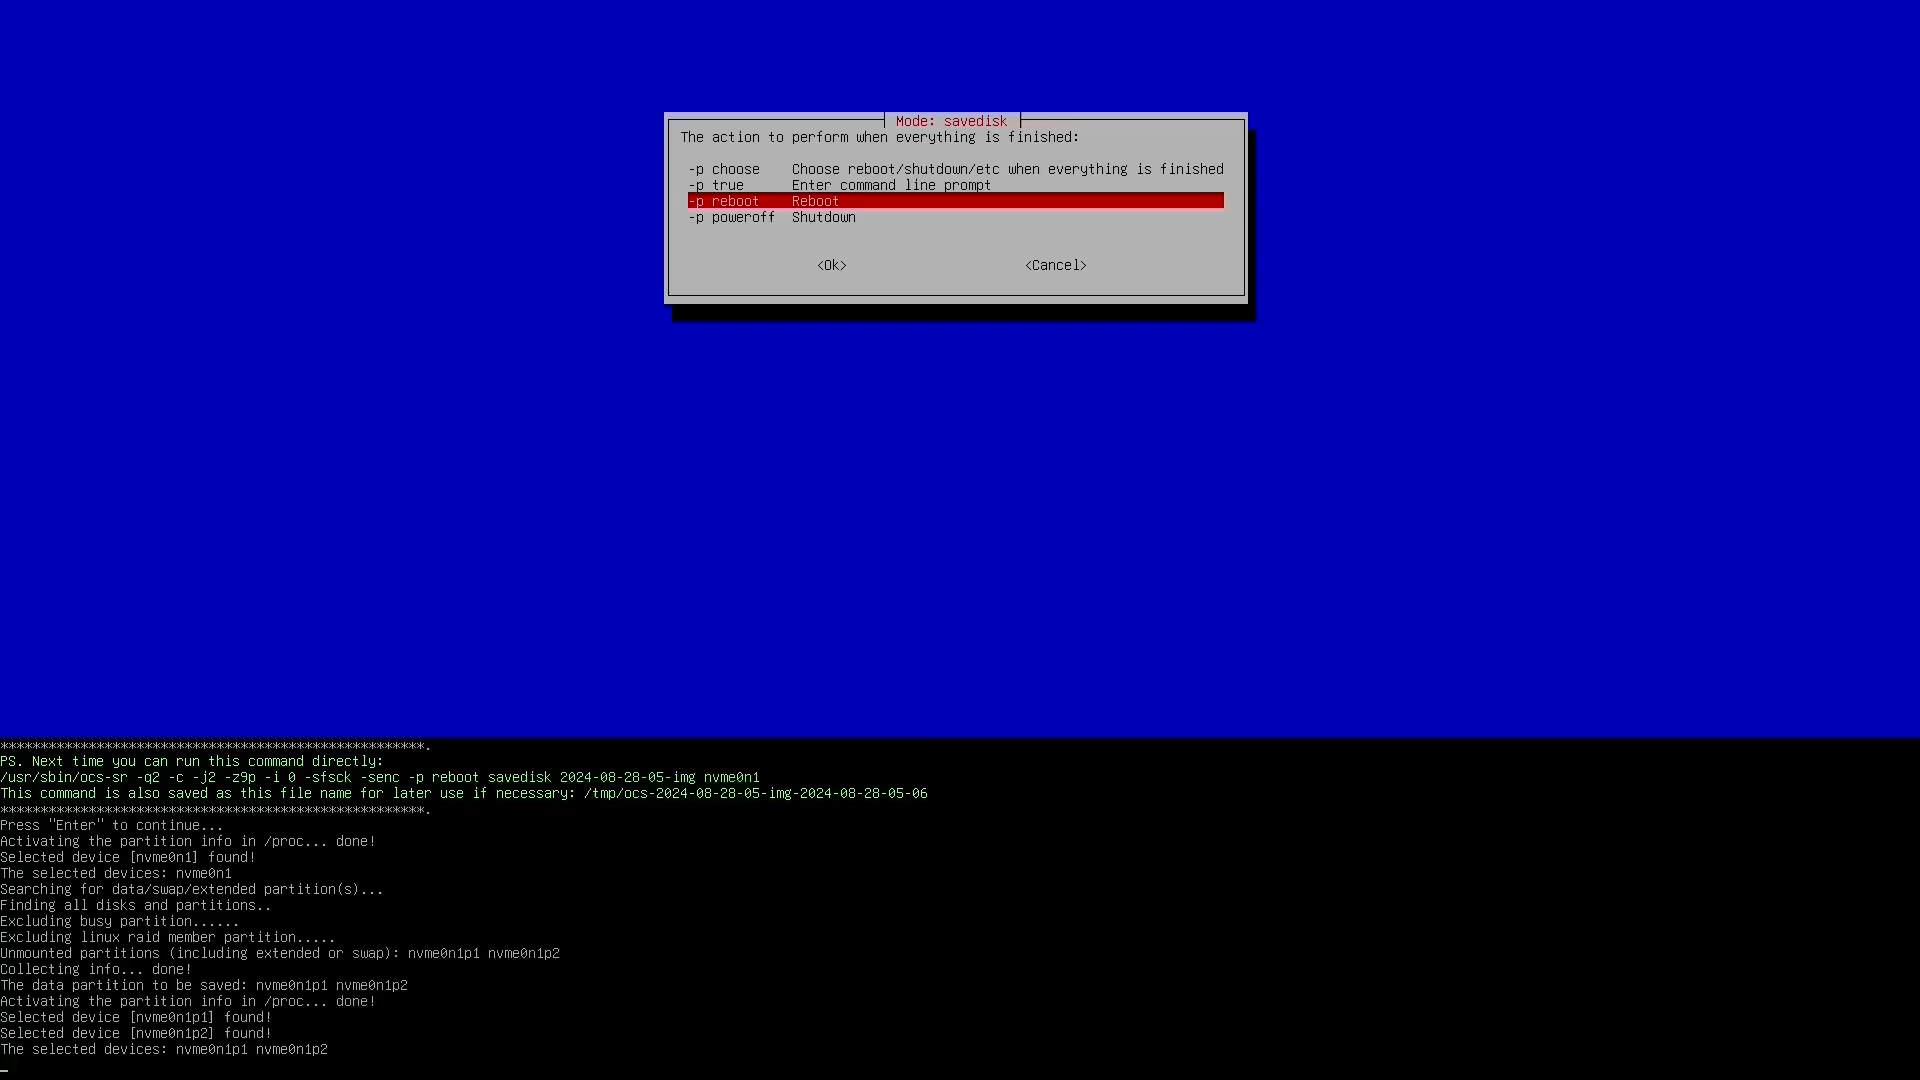 Mode: savedisk
The action to perform when everything is finished:
-p choose    Choose reboot/shutdown/etc when everything is finished
-p true      Enter command line prompt
-p reboot    Reboot
-p poweroff  Shutdown
<Ok>    <Cancel>
*****************************************************.
PS. Next time you can run this command directly:
/usr/sbin/ocs-sr -q2 -c -j2 -z9p -i 0 -sfsck -senc -p reboot savedisk 2024-08-28-05-img nvme0n1
This command is also saved as this file name for later use if necessary: /tmp/ocs-2024-08-28-05-img-2024-08-28-05-06
*****************************************************.
Press "Enter" to continue...
Activating the partition info in /proc... done!
Selected device [nvme0n1] found!
The selected devices: nvme0n1
Searching for data/swap/extended partition(s)...
Finding all disks and partitions..
Excluding busy partition......
Excluding linux raid member partition.....
Unmounted partitions (including extended or swap): nvme0n1p1 nvme0n1p2
Collecting info... done!
The data partition to be saved: nvme0n1p1 nvme0n1p2
Activating the partition info in /proc... done!
Selected device [nvme0n1p1] found!
Selected device [nvme0n1p2] found!
The selected devices: nvme0n1p1 nvme0n1p2
_